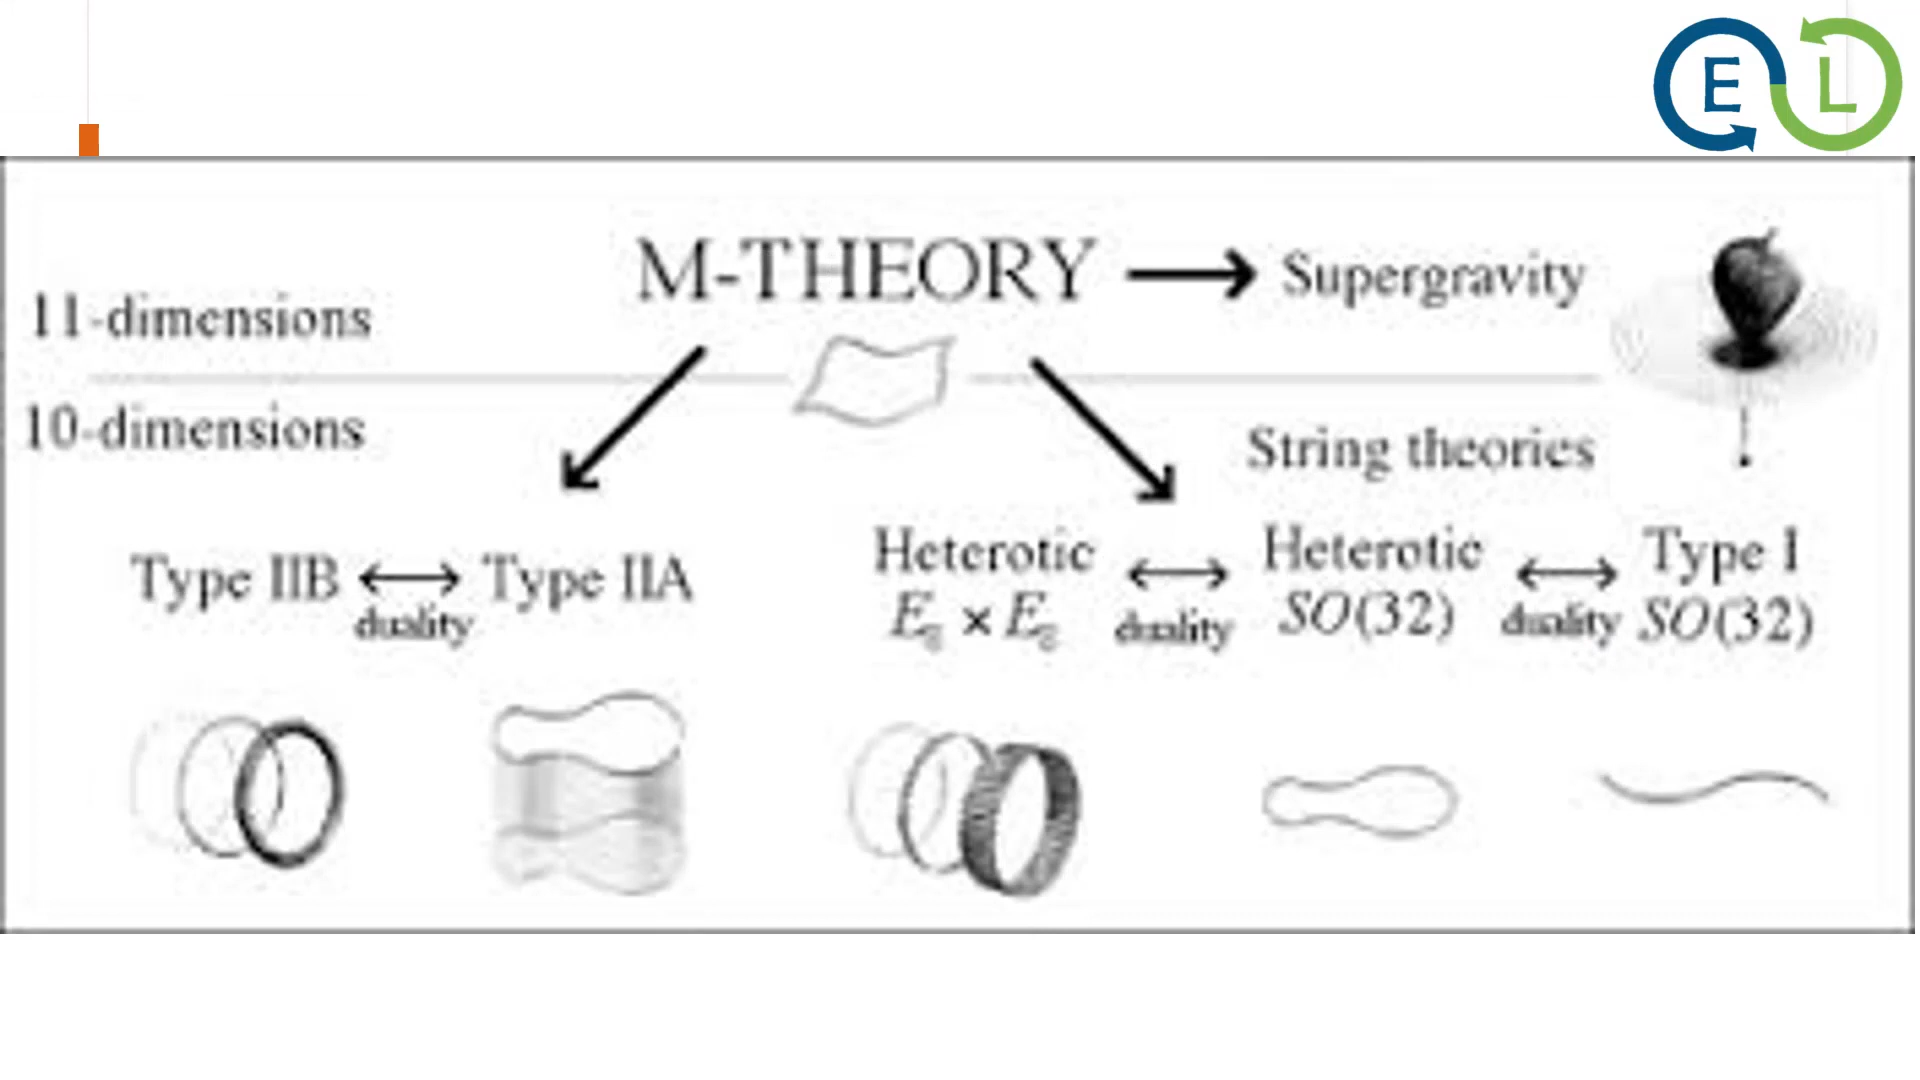 E L
M-THEORY
Supergravity
11-dimensions
10-dimensions
String theories
Type IIB
duality
Type IIA
Heterotic
E₈ × E₈
duality
Heterotic
SO(32)
duality
Type I
SO(32)